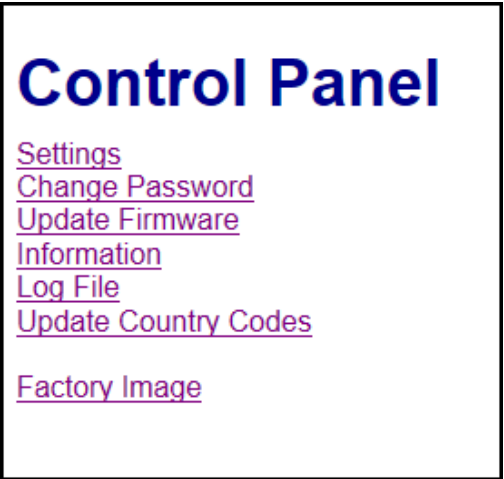 Control Panel
Settings
Change Password
Update Firmware
Information
Log File
Update Country Codes
Factory Image